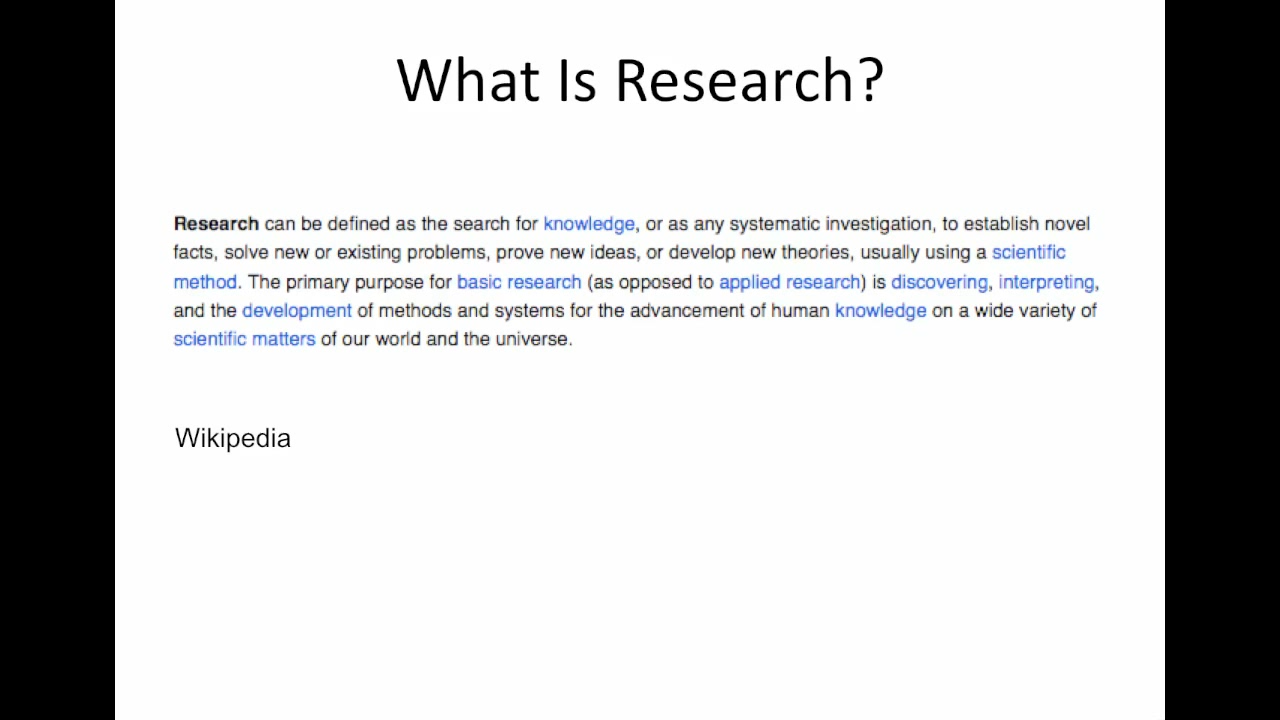 What Is Research?
Research can be defined as the search for knowledge, or as any systematic investigation, to establish novel
facts, solve new or existing problems, prove new ideas, or develop new theories, usually using a scientific
method. The primary purpose for basic research (as opposed to applied research) is discovering, interpreting,
and the development of methods and systems for the advancement of human knowledge on a wide variety of
scientific matters of our world and the universe.
Wikipedia